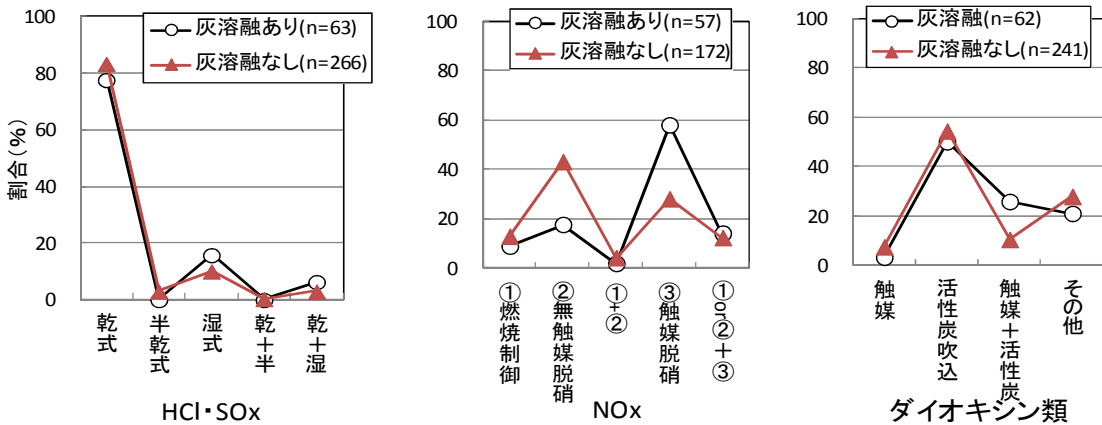 割合(%)
100
80
60
40
20
0
灰溶融あり(n=63)
灰溶融なし(n=266)
乾式
半乾式
湿式
乾+半
乾+湿
HCl・SOx
100
80
60
40
20
0
灰溶融あり(n=57)
灰溶融なし(n=172)
①燃焼制御
②無触媒脱硝
①+②
③触媒脱硝
①or②+③
NOx
100
80
60
40
20
0
灰溶融(n=62)
灰溶融なし(n=241)
触媒
活性炭吹込
触媒+活性炭
その他
ダイオキシン類